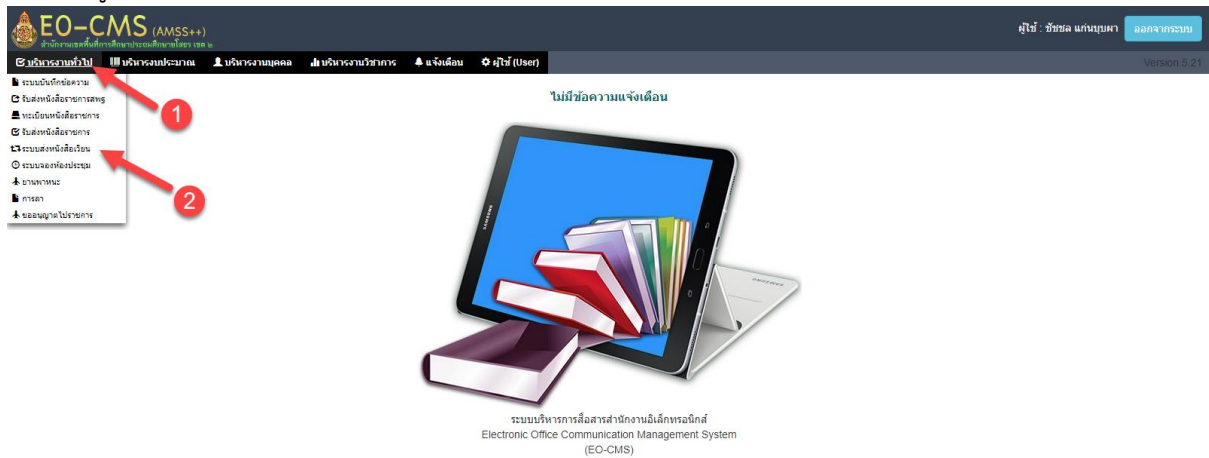 EO-CMS (AMSS++)
สำนักงานเขตพื้นที่การศึกษาประถมศึกษายโสธร เขต ๒
ผู้ใช้ : ชัชชล แก่นบุบผา
ออกจากระบบ
บริหารงานทั่วไป บริหารงบประมาณ บริหารงานบุคคล บริหารงานวิชาการ แจ้งเตือน ผู้ใช้ (User) Version 5.21
ระบบบันทึกข้อความ
รับส่งหนังสือราชการสพฐ
ทะเบียนหนังสือราชการ
รับส่งหนังสือราชการ
ระบบส่งหนังสือเวียน
ระบบจองห้องประชุม
ยานพาหนะ
การลา
ขออนุญาตไปราชการ
1
2
ไม่มีข้อความแจ้งเตือน
SAMSUNG
SAMSUNG
ระบบบริหารการสื่อสารสำนักงานอิเล็กทรอนิกส์
Electronic Office Communication Management System
(EO-CMS)